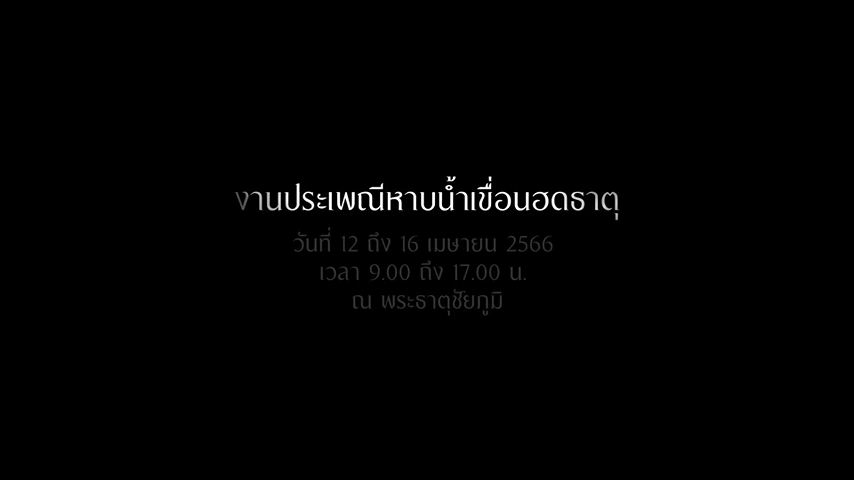 งานประเพณีหาบน้ำเขื่อนฮดธาตุ
วันที่ 12 ถึง 16 เมษายน 2566
เวลา 9.00 ถึง 17.00 น.
ณ พระธาตุชัยภูมิ